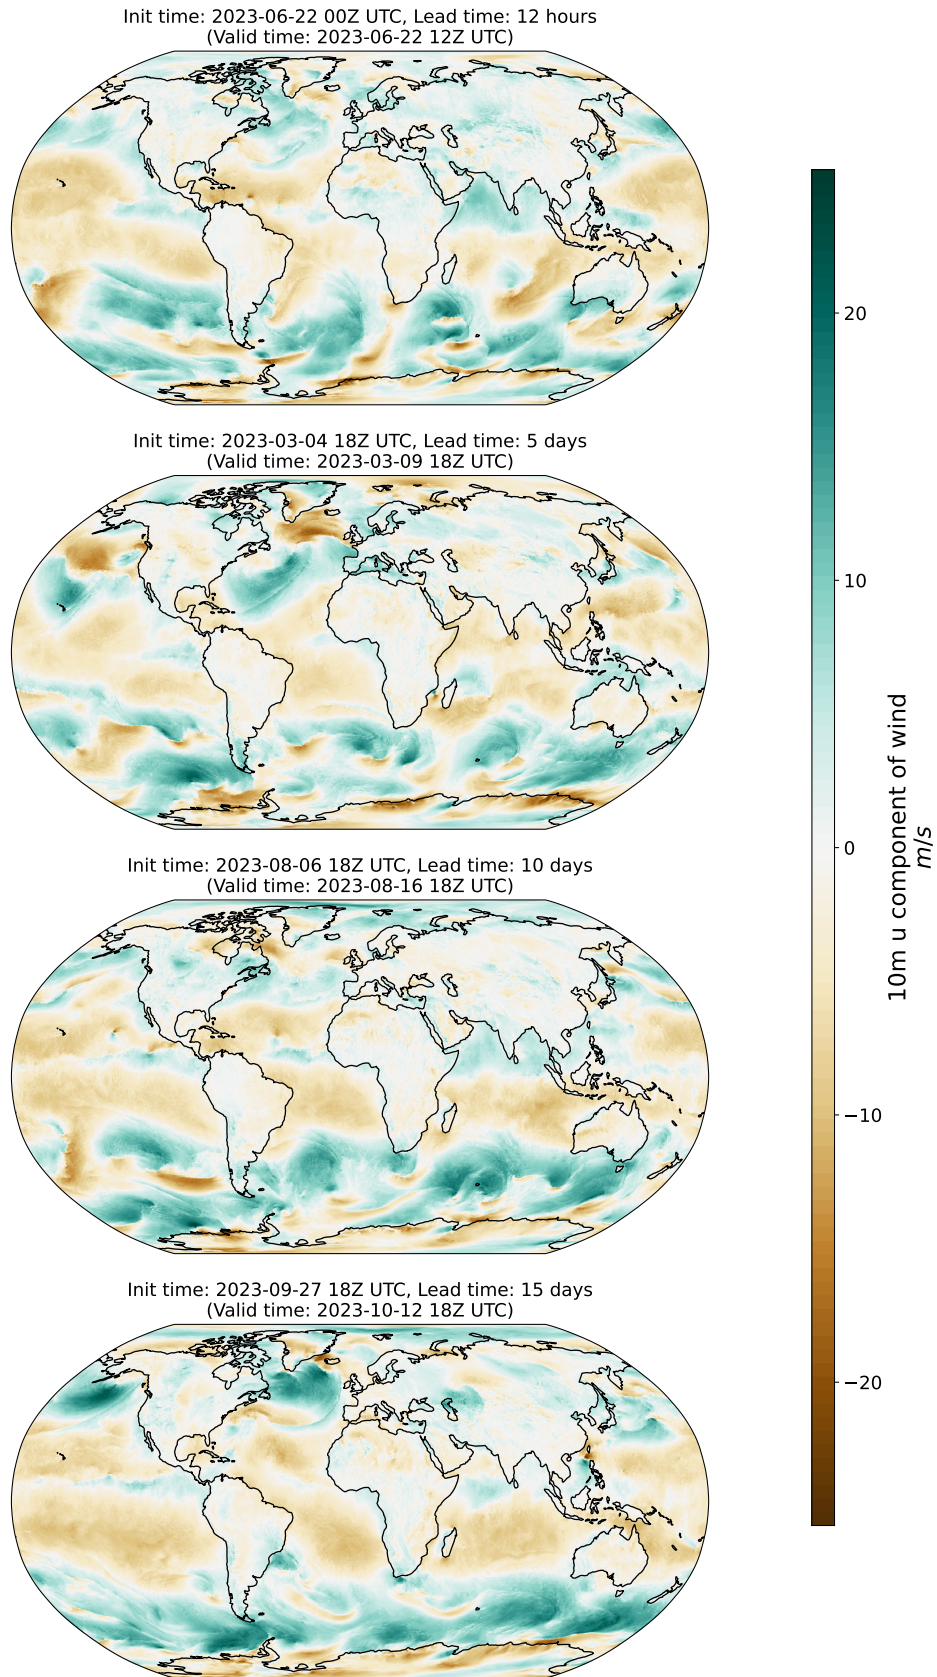 Init time: 2023-06-22 00Z UTC, Lead time: 12 hours
(Valid time: 2023-06-22 12Z UTC)
Init time: 2023-03-04 18Z UTC, Lead time: 5 days
(Valid time: 2023-03-09 18Z UTC)
Init time: 2023-08-06 18Z UTC, Lead time: 10 days
(Valid time: 2023-08-16 18Z UTC)
Init time: 2023-09-27 18Z UTC, Lead time: 15 days
(Valid time: 2023-10-12 18Z UTC)
20
10
0
−10
−20
10m u component of wind
m/s